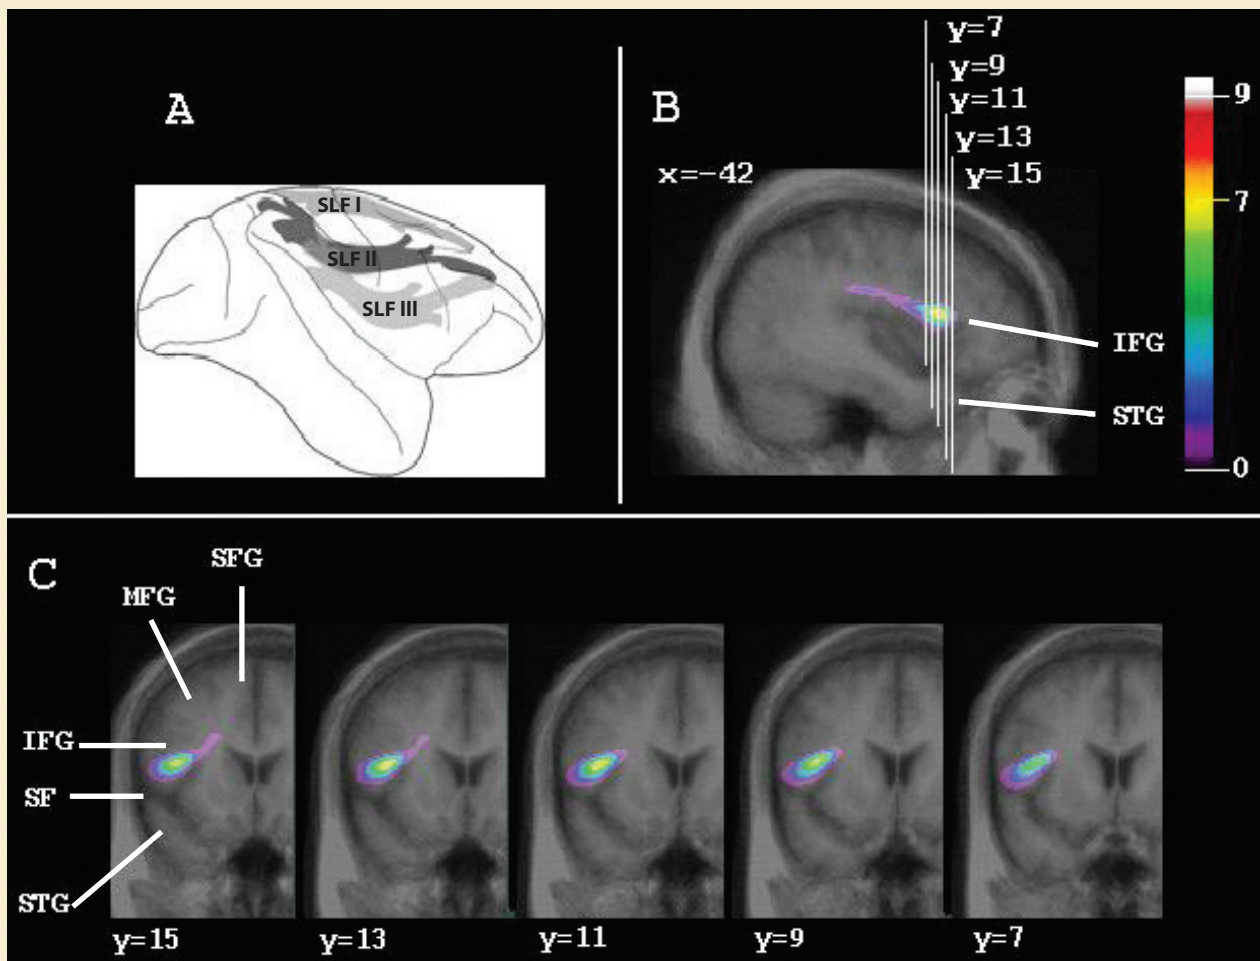 A
SLF I
SLF II
SLF III
B
x=-42
y=7
y=9
y=11
y=13
y=15
IFG
STG
9
7
0
C
SFG
MFG
IFG
SF
STG
y=15
y=13
y=11
y=9
y=7